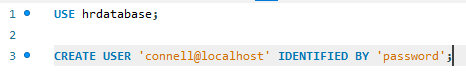 1 USE hrdatabase;
2
3 CREATE USER 'connell@localhost' IDENTIFIED BY 'password';